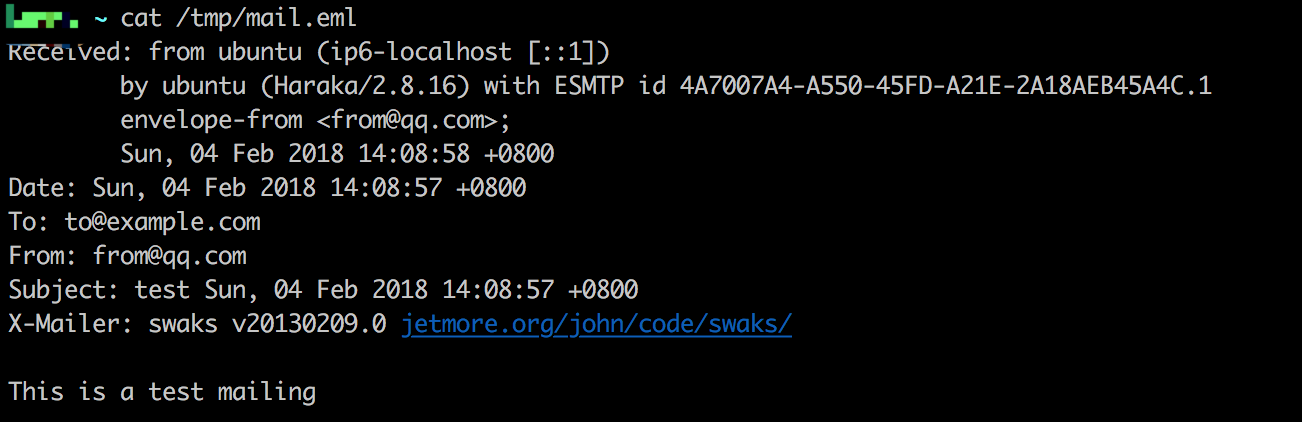 ~ cat /tmp/mail.eml
Received: from ubuntu (ip6-localhost [::1])
by ubuntu (Haraka/2.8.16) with ESMTP id 4A7007A4-A550-45FD-A21E-2A18AEB45A4C.1
envelope-from <from@qq.com>;
Sun, 04 Feb 2018 14:08:58 +0800
Date: Sun, 04 Feb 2018 14:08:57 +0800
To: to@example.com
From: from@qq.com
Subject: test Sun, 04 Feb 2018 14:08:57 +0800
X-Mailer: swaks v20130209.0 jetmore.org/john/code/swaks/

This is a test mailing